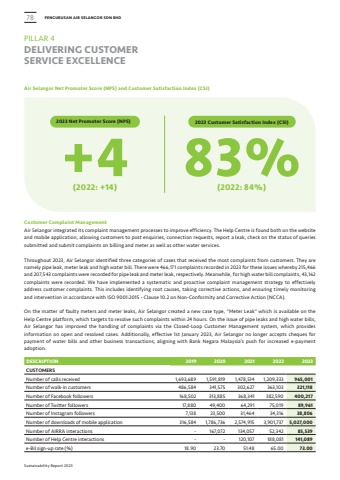 78
PENGURUSAN AIR SELANGOR SDN BHD
PILLAR 4
DELIVERING CUSTOMER
SERVICE EXCELLENCE
Air Selangor Net Promoter Score (NPS) and Customer Satisfaction Index (CSI)
2023 Net Promoter Score (NPS)
+4
(2022: +14)
2023 Customer Satisfaction Index (CSI)
83%
(2022: 84%)
Customer Complaint Management
Air Selangor integrated its complaint management processes to improve efficiency. The Help Centre is found both on the website
and mobile application, allowing customers to post enquiries, connection requests, report a leak, check on the status of queries
submitted and submit complaints on billing and meter as well as other water services.
Throughout 2023, Air Selangor identified three categories of cases that received the most complaints from customers. They are
namely pipe leak, meter leak and high water bill. There were 466,171 complaints recorded in 2023 for these issues whereby 215,466
and 207,543 complaints were recorded for pipe leak and meter leak, respectively. Meanwhile, for high water bill complaints, 43,162
complaints were recorded. We have implemented a systematic and proactive complaint management strategy to effectively
address customer complaints. This includes identifying root causes, taking corrective actions, and ensuring timely monitoring
and intervention in accordance with ISO 9001:2015 - Clause 10.2 on Non-Conformity and Corrective Action (NCCA).
On the matter of faulty meters and meter leaks, Air Selangor created a new case type, "Meter Leak" which is available on the
Help Centre platform, which targets to resolve such complaints within 24 hours. On the issue of pipe leaks and high water bills,
Air Selangor has improved the handling of complaints via the Closed-Loop Customer Management system, which provides
information on open and resolved cases. Additionally, effective 1st January 2023, Air Selangor no longer accepts cheques for
payment of water bills and other business transactions, aligning with Bank Negara Malaysia's push for increased e-payment
adoption.
DESCRIPTION 2019 2020 2021 2022 2023
CUSTOMERS
Number of calls received 1,693,689 1,591,819 1,478,534 1,209,333 965,001
Number of walk-in customers 486,584 341,575 302,627 363,103 321,118
Number of Facebook followers 168,502 313,885 368,341 382,590 400,217
Number of Twitter followers 17,880 49,400 64,291 75,019 89,961
Number of Instagram followers 7,138 23,500 31,464 34,316 38,806
Number of downloads of mobile application 316,584 1,786,736 2,574,915 3,901,737 5,027,000
Number of AIRRA interactions - 167,072 134,057 52,342 85,539
Number of Help Centre interactions - - 120,107 188,081 141,089
e-Bil sign-up rate (%) 18.90 23.70 51.48 65.00 73.00
Sustainability Report 2023